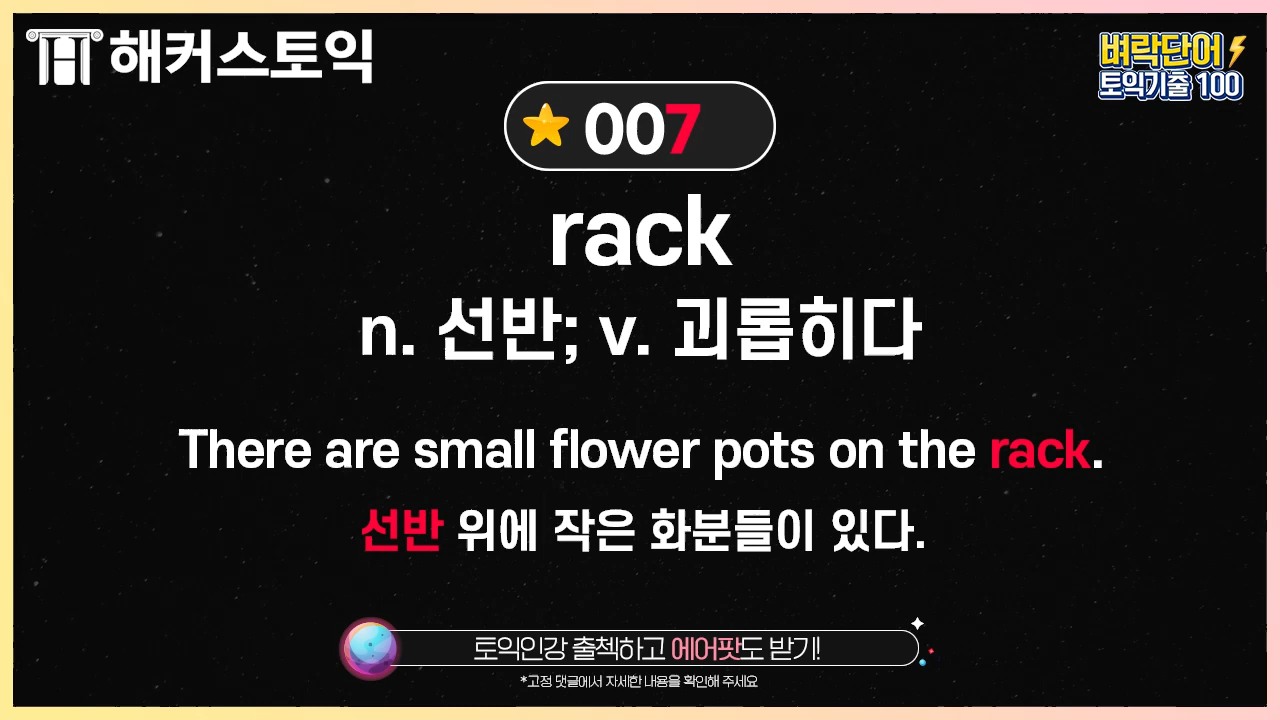 해커스토익
벼락단어
토익기출 100
007
rack
n. 선반; v. 괴롭히다
There are small flower pots on the rack.
선반 위에 작은 화분들이 있다.
토익인강 출첵하고 에어팟도 받기!
*고정 댓글에서 자세한 내용을 확인해 주세요